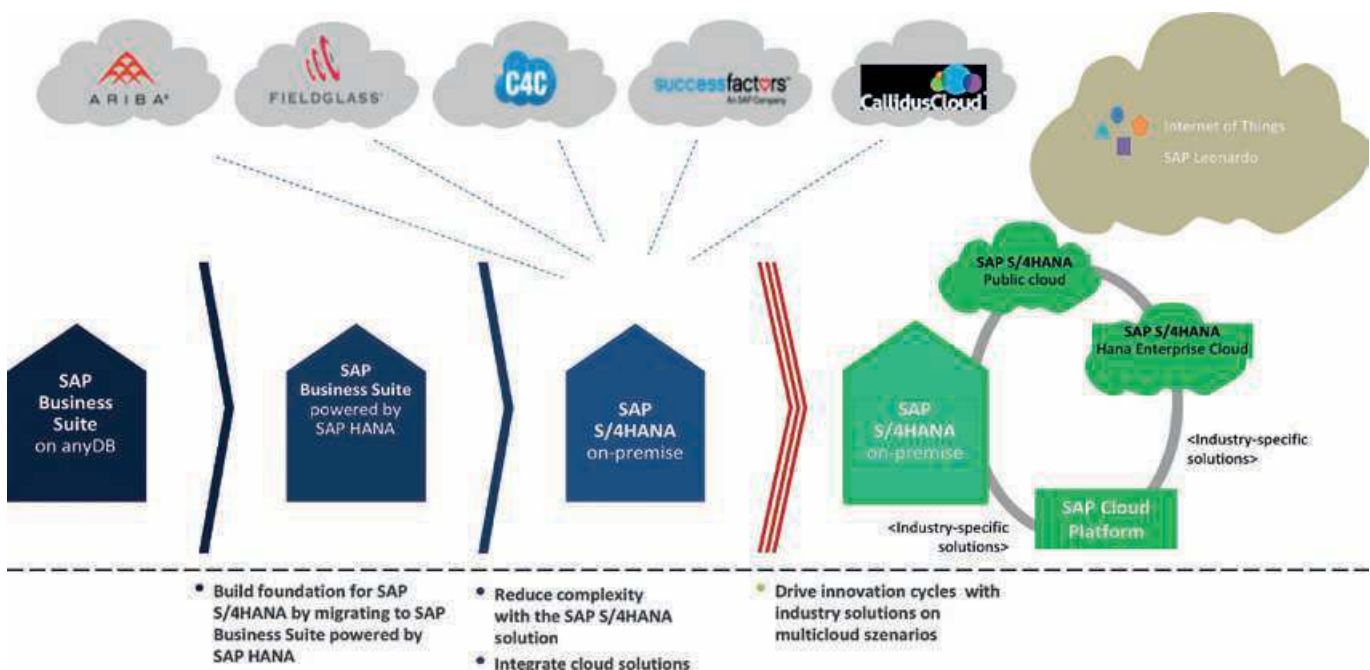 ARIBA®
FIELDGLASS®
C4C
successfactors™
An SAP Company
CallidusCloud
Internet of Things
SAP Leonardo
SAP S/4HANA
Public cloud
SAP S/4HANA
Hana Enterprise Cloud
SAP
Business
Suite
on anyDB
SAP
Business Suite
powered by
SAP HANA
SAP
S/4HANA
on-premise
SAP
S/4HANA
on-premise
<Industry-specific
solutions>
SAP Cloud
Platform
<Industry-specific
solutions>
• Build foundation for SAP
S/4HANA by migrating to SAP
Business Suite powered by
SAP HANA
• Reduce complexity
with the SAP S/4HANA
solution
• Integrate cloud solutions
• Drive innovation cycles with
industry solutions on
multicloud szenarios